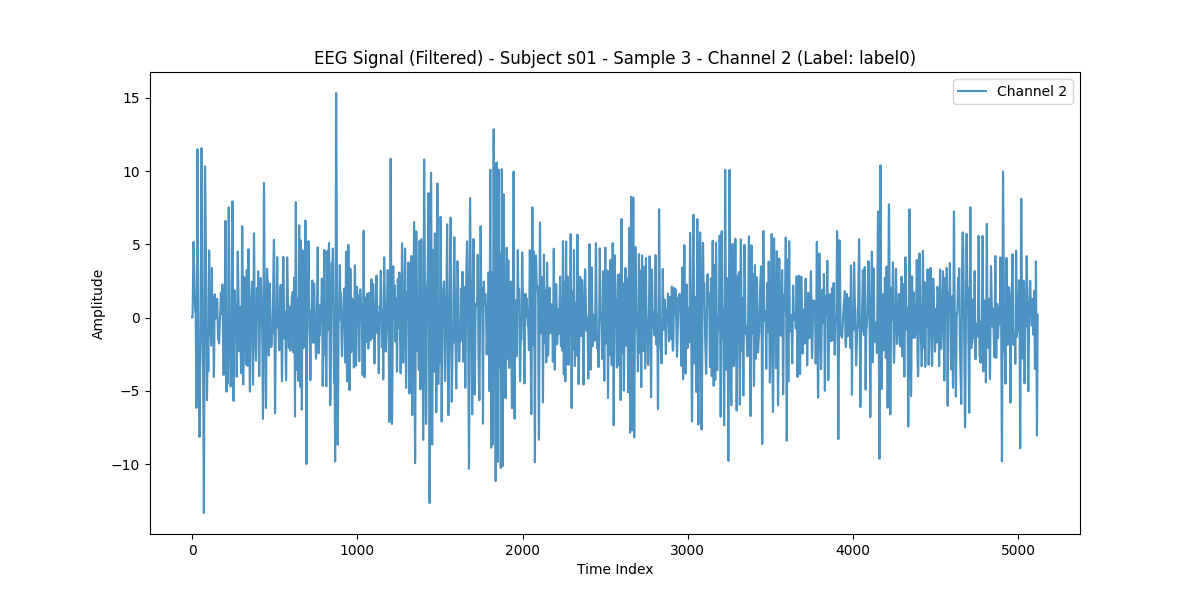 EEG Signal (Filtered) - Subject s01 - Sample 3 - Channel 2 (Label: label0)
Channel 2
15
10
5
0
−5
−10
Amplitude
0 1000 2000 3000 4000 5000
Time Index